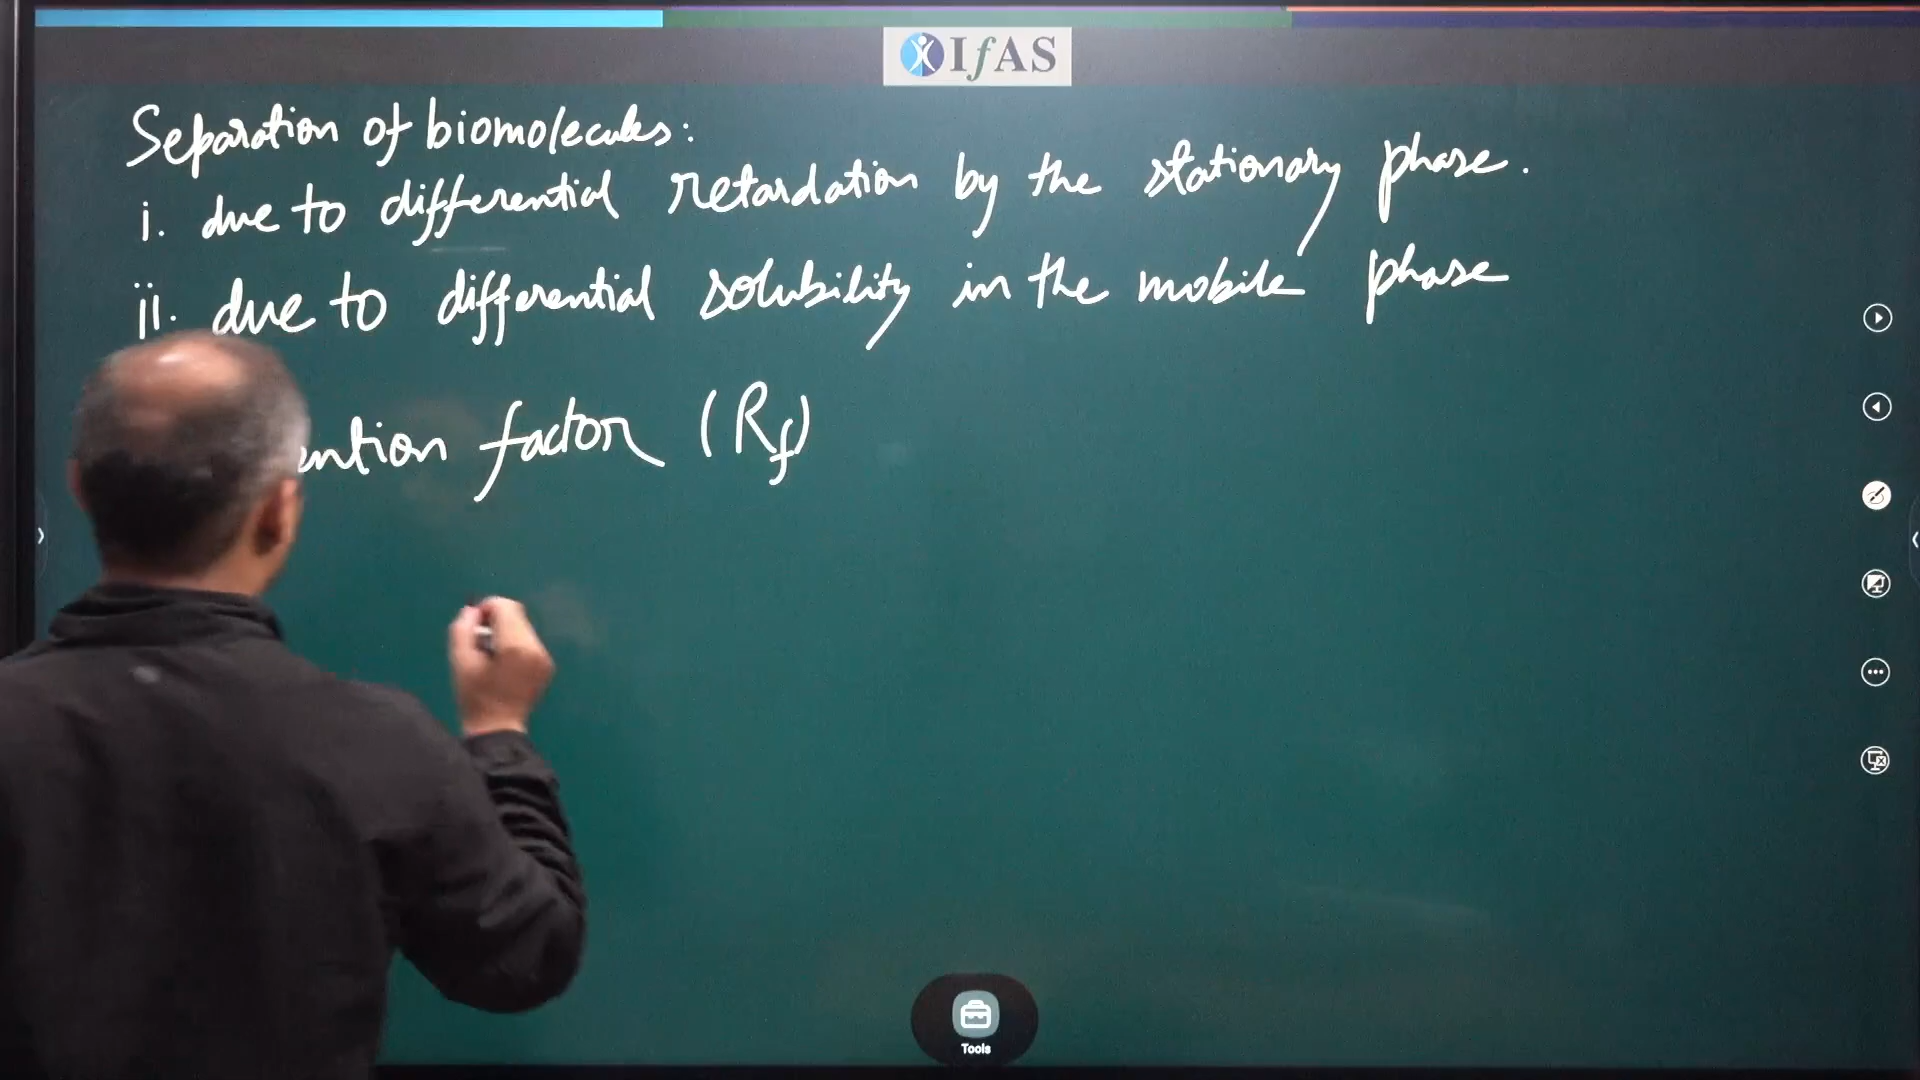 IfAS
Separation of biomolecules:
i. due to differential retardation by the stationary phase.
ii. due to differential solubility in the mobile phase
factor (Rf)
Tools